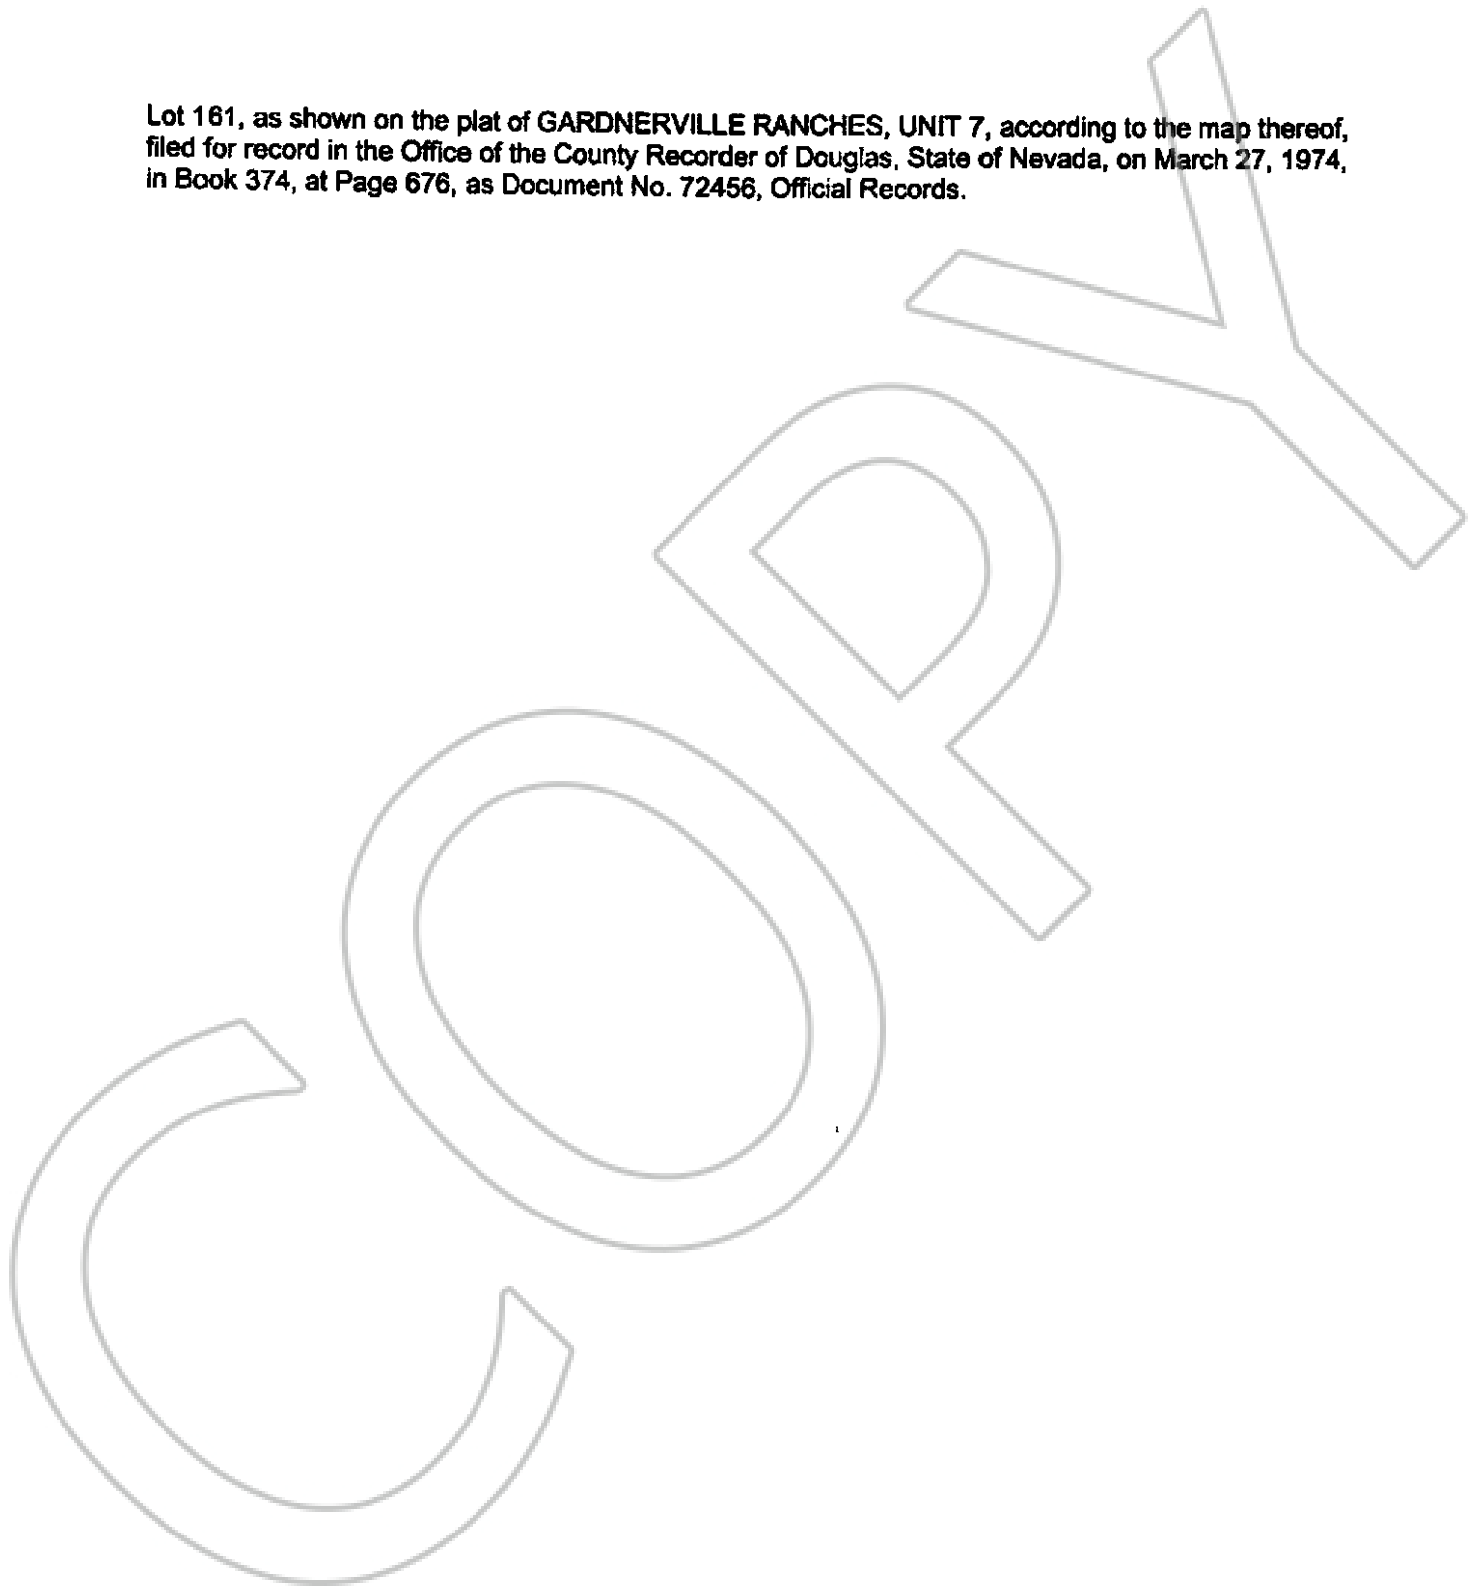 Lot 161, as shown on the plat of GARDNERVILLE RANCHES, UNIT 7, according to the map thereof,
filed for record in the Office of the County Recorder of Douglas, State of Nevada, on March 27, 1974,
in Book 374, at Page 676, as Document No. 72456, Official Records.
COPY